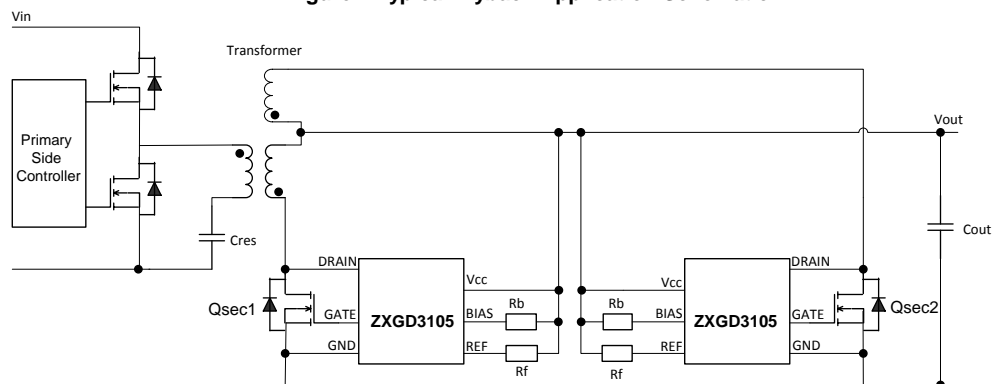 Vin
Transformer
Primary
Side
Controller
Vout
Cres
Cout
DRAIN
Vcc
Rb
BIAS
GATE
ZXGD3105
REF
GND
Rf
Qsec1
DRAIN
Vcc
Rb
BIAS
GATE
ZXGD3105
REF
GND
Rf
Qsec2